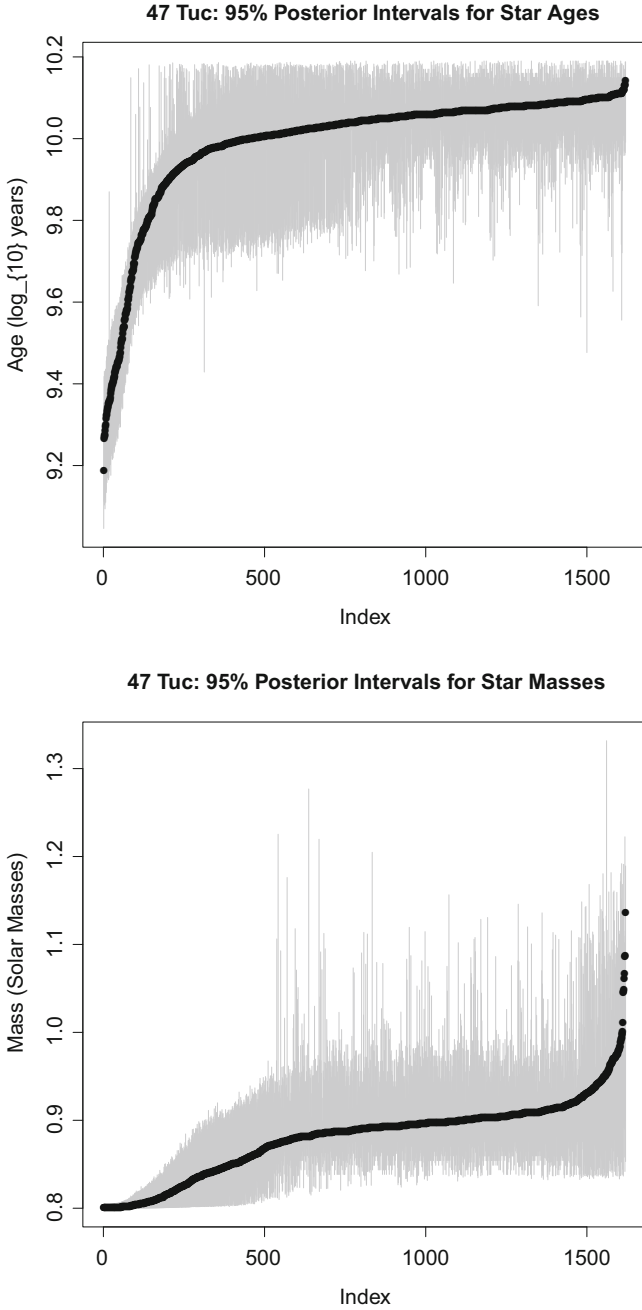 47 Tuc: 95% Posterior Intervals for Star Ages
10.2
10.0
9.8
9.6
9.4
9.2
Age (log_{10} years)
0 500 1000 1500
Index
47 Tuc: 95% Posterior Intervals for Star Masses
1.3
1.2
1.1
1.0
0.9
0.8
Mass (Solar Masses)
0 500 1000 1500
Index